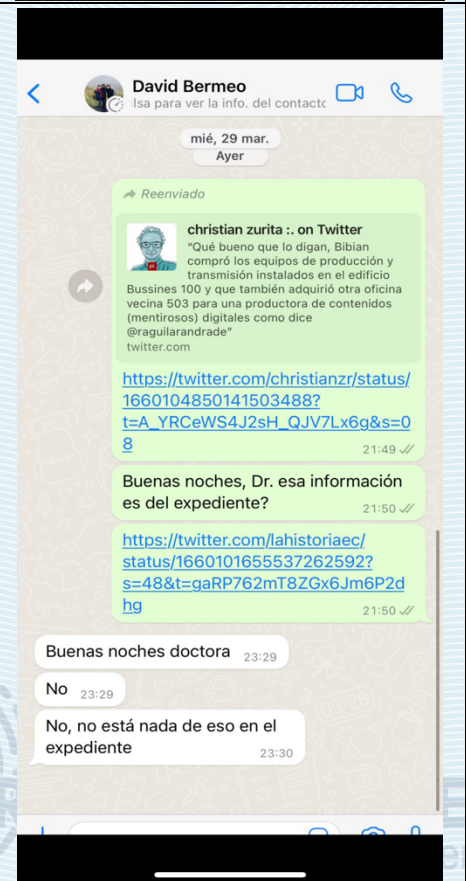 David Bermeo
lsa para ver la info. del contacto
mié, 29 mar.
Ayer
Reenviado
christian zurita :. on Twitter
“Qué bueno que lo digan, Bibian
compró los equipos de producción y
transmisión instalados en el edificio
Bussines 100 y que también adquirió otra oficina
vecina 503 para una productora de contenidos
(mentirosos) digitales como dice
@raguilarandrade”
twitter.com
https://twitter.com/christianzr/status/
1660104850141503488?
t=A_YRCeWS4J2sH_QJV7Lx6g&s=0
8
21:49
Buenas noches, Dr. esa información
es del expediente?
21:50
https://twitter.com/lahistoriaec/
status/1660101655537262592?
s=48&t=gaRP762mT8ZGx6Jm6P2d
hg
21:50
Buenas noches doctora 23:29
No 23:29
No, no está nada de eso en el
expediente
23:30